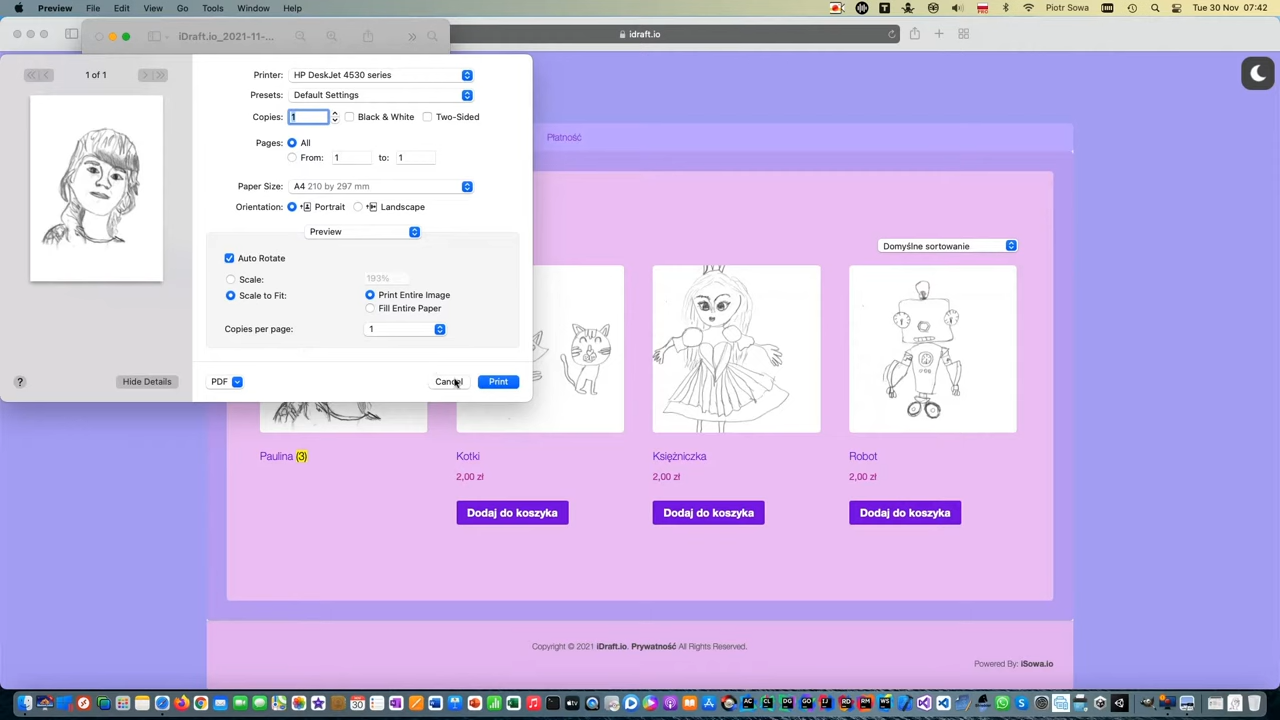 Preview File Edit View Go Tools Window Help
PRO Piotr Sowa Tue 30 Nov 07:42
iDraft.io_2021-11-...
idraft.io
1 of 1
Printer: HP DeskJet 4530 series
Presets: Default Settings
Copies: 1 Black & White Two-Sided
Pages: All
From: 1 to: 1
Paper Size: A4 210 by 297 mm
Orientation: Portrait Landscape
Preview
Auto Rotate
Scale: 193%
Scale to Fit: Print Entire Image
Fill Entire Paper
Copies per page: 1
? Hide Details PDF Cancel Print
Płatność
Domyślne sortowanie
Paulina (3)
Kotki
2,00 zł
Dodaj do koszyka
Księżniczka
2,00 zł
Dodaj do koszyka
Robot
2,00 zł
Dodaj do koszyka
Copyright © 2021 iDraft.io. Prywatność All Rights Reserved.
Powered By: iSowa.io